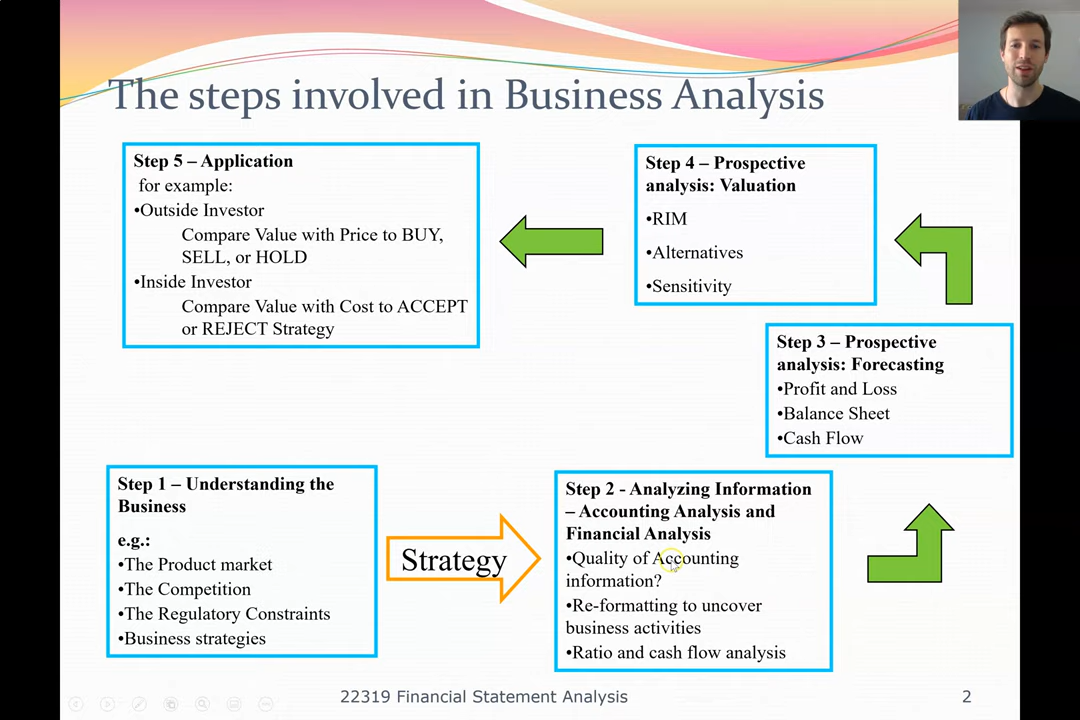 The steps involved in Business Analysis
Step 5 – Application
for example:
•Outside Investor
Compare Value with Price to BUY,
SELL, or HOLD
•Inside Investor
Compare Value with Cost to ACCEPT
or REJECT Strategy
Step 4 – Prospective
analysis: Valuation
•RIM
•Alternatives
•Sensitivity
Step 3 – Prospective
analysis: Forecasting
•Profit and Loss
•Balance Sheet
•Cash Flow
Step 1 – Understanding the
Business
e.g.:
•The Product market
•The Competition
•The Regulatory Constraints
•Business strategies
Strategy
Step 2 - Analyzing Information
– Accounting Analysis and
Financial Analysis
•Quality of Accounting
information?
•Re-formatting to uncover
business activities
•Ratio and cash flow analysis
22319 Financial Statement Analysis
2